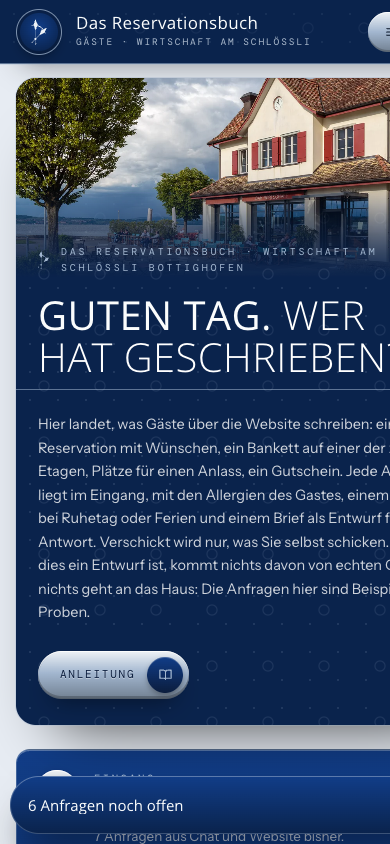 Das Reservationsbuch
GÄSTE · WIRTSCHAFT AM SCHLÖSSLI
DAS RESERVATIONSBUCH · WIRTSCHAFT AM
SCHLÖSSLI BOTTIGHOFEN
GUTEN TAG. WER
HAT GESCHRIEBEN?
Hier landet, was Gäste über die Website schreiben:
Reservation mit Wünschen, ein Bankett auf einer der
Etagen, Plätze für einen Anlass, ein Gutschein. Jede
liegt im Eingang, mit den Allergien des Gastes, einem
bei Ruhetag oder Ferien und einem Brief als Entwurf
Antwort. Verschickt wird nur, was Sie selbst schicken.
dies ein Entwurf ist, kommt nichts davon von echten
nichts geht an das Haus: Die Anfragen hier sind
Proben.
ANLEITUNG
EINGANG
6 Anfragen noch offen
7 Anfragen aus Chat und Website bisher.